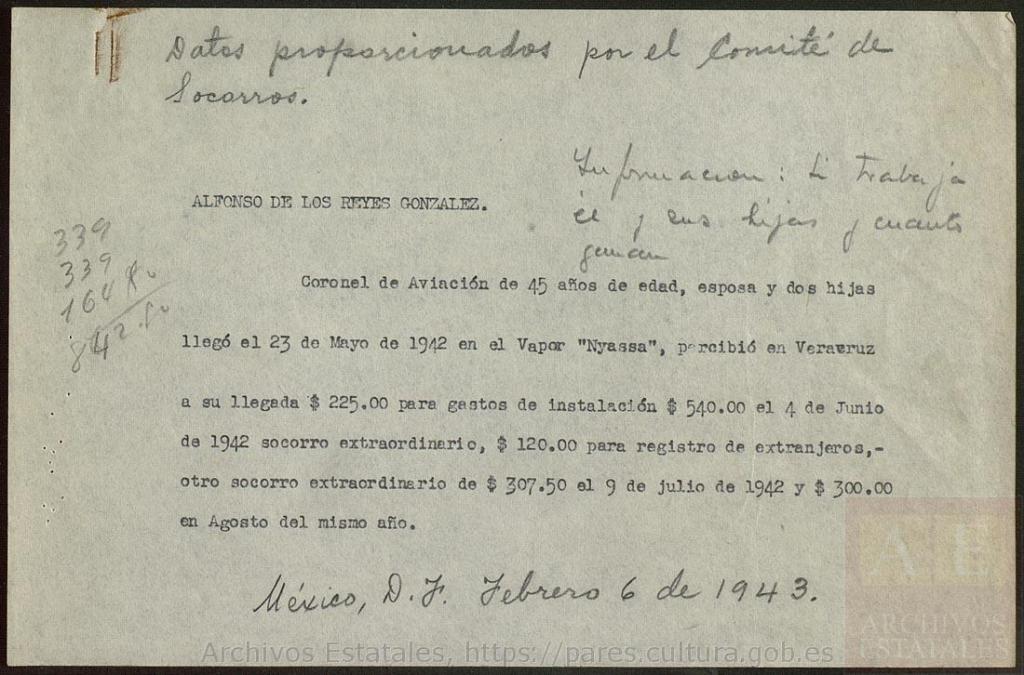 Datos proporcionados por el Comité de
Socorros.
Informacion: Si trabaja
él y sus hijas y cuanto
ganan
ALFONSO DE LOS REYES GONZALEZ.
339
339
164
842.50
Coronel de Aviación de 45 años de edad, esposa y dos hijas
llegó el 23 de Mayo de 1942 en el Vapor "Nyassa", percibió en Veracruz
a su llegada $ 225.00 para gastos de instalación $ 540.00 el 4 de Junio
de 1942 socorro extraordinario, $ 120.00 para registro de extranjeros,-
otro socorro extraordinario de $ 307.50 el 9 de julio de 1942 y $ 300.00
en Agosto del mismo año.
México, D. F. Febrero 6 de 1943.
AE
ARCHIVOS
ESTATALES
Archivos Estatales, https://pares.cultura.gob.es